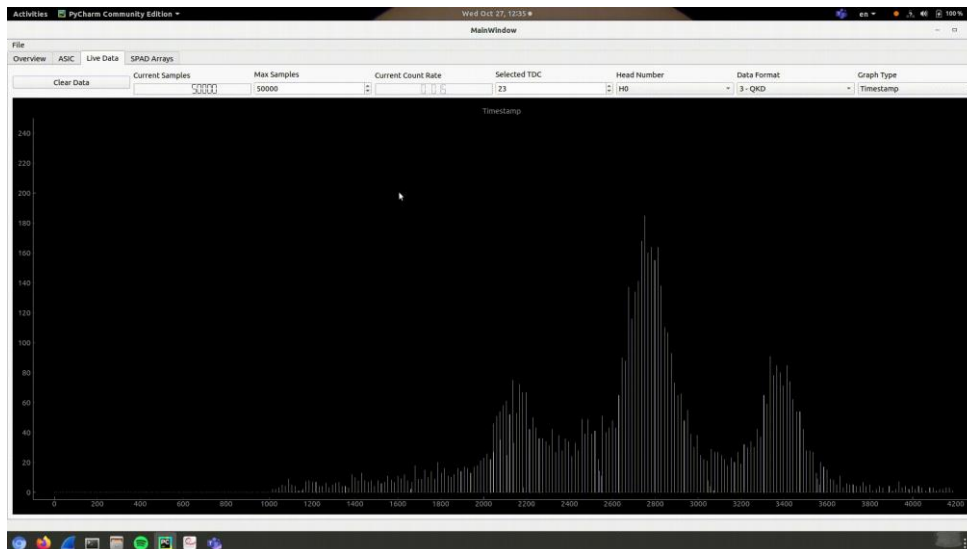 Activities PyCharm Community Edition Wed Oct 27, 12:35 en 100 %
MainWindow
File
Overview ASIC Live Data SPAD Arrays
Clear Data
Current Samples Max Samples Current Count Rate Selected TDC Head Number Data Format Graph Type
50000 50000 006 23 H0 3 - QKD Timestamp
Timestamp
240
220
200
180
160
140
120
100
80
60
40
20
0
0 200 400 600 800 1000 1200 1400 1600 1800 2000 2200 2400 2600 2800 3000 3200 3400 3600 3800 4000 4200